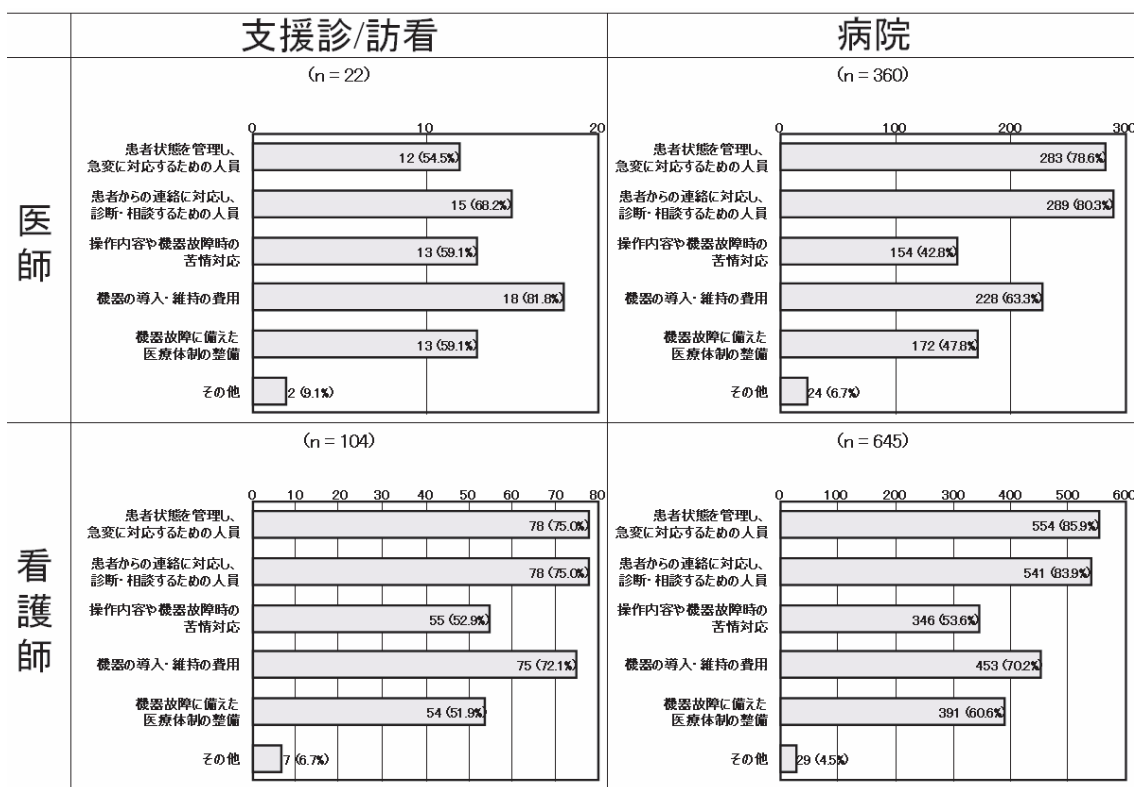 支援診/訪看
病院
医師
(n = 22)
0 10 20
患者状態を管理し、
急変に対応するための人員
12 (54.5%)
患者からの連絡に対応し、
診断・相談するための人員
15 (68.2%)
操作内容や機器故障時の
苦情対応
13 (59.1%)
機器の導入・維持の費用
18 (81.8%)
機器故障に備えた
医療体制の整備
13 (59.1%)
その他
2 (9.1%)
(n = 360)
0 100 200 300
患者状態を管理し、
急変に対応するための人員
283 (78.6%)
患者からの連絡に対応し、
診断・相談するための人員
289 (80.3%)
操作内容や機器故障時の
苦情対応
154 (42.8%)
機器の導入・維持の費用
228 (63.3%)
機器故障に備えた
医療体制の整備
172 (47.8%)
その他
24 (6.7%)
看護師
(n = 104)
0 10 20 30 40 50 60 70 80
患者状態を管理し、
急変に対応するための人員
78 (75.0%)
患者からの連絡に対応し、
診断・相談するための人員
78 (75.0%)
操作内容や機器故障時の
苦情対応
55 (52.9%)
機器の導入・維持の費用
75 (72.1%)
機器故障に備えた
医療体制の整備
54 (51.9%)
その他
7 (6.7%)
(n = 645)
0 100 200 300 400 500 600
患者状態を管理し、
急変に対応するための人員
554 (85.9%)
患者からの連絡に対応し、
診断・相談するための人員
541 (83.9%)
操作内容や機器故障時の
苦情対応
346 (53.6%)
機器の導入・維持の費用
453 (70.2%)
機器故障に備えた
医療体制の整備
391 (60.6%)
その他
29 (4.5%)